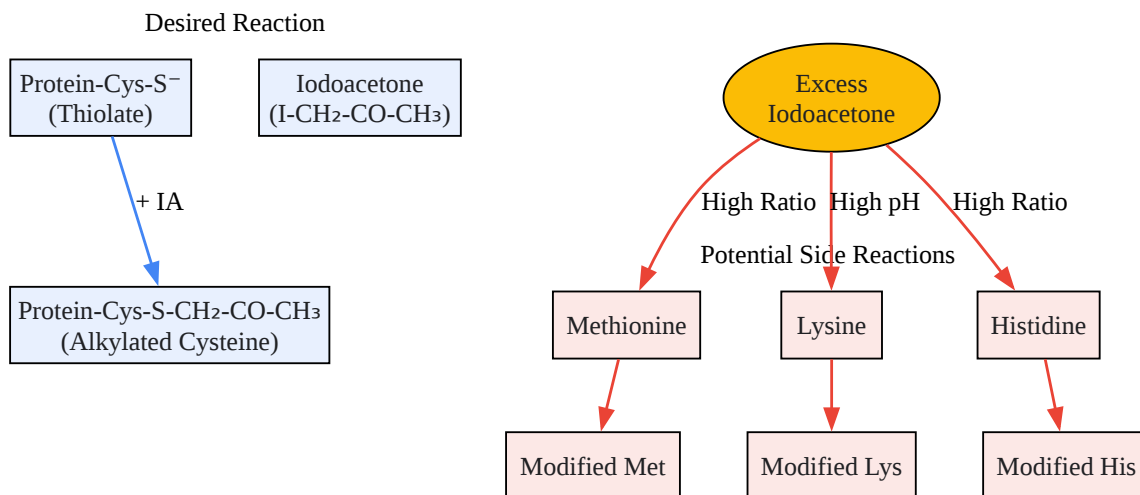 Desired Reaction
Protein-Cys-S⁻
(Thiolate)
Iodoacetone
(I-CH₂-CO-CH₃)
+ IA
Protein-Cys-S-CH₂-CO-CH₃
(Alkylated Cysteine)
Excess
Iodoacetone
High Ratio
High pH
High Ratio
Potential Side Reactions
Methionine
Lysine
Histidine
Modified Met
Modified Lys
Modified His